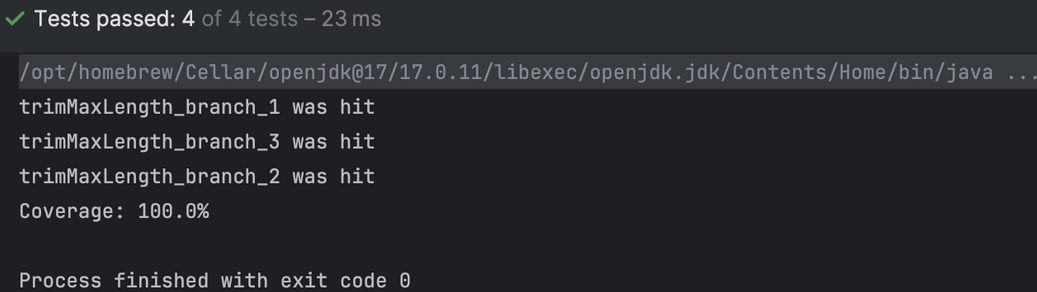 Tests passed: 4 of 4 tests – 23 ms
/opt/homebrew/Cellar/openjdk@17/17.0.11/libexec/openjdk.jdk/Contents/Home/bin/java ...
trimMaxLength_branch_1 was hit
trimMaxLength_branch_3 was hit
trimMaxLength_branch_2 was hit
Coverage: 100.0%
Process finished with exit code 0